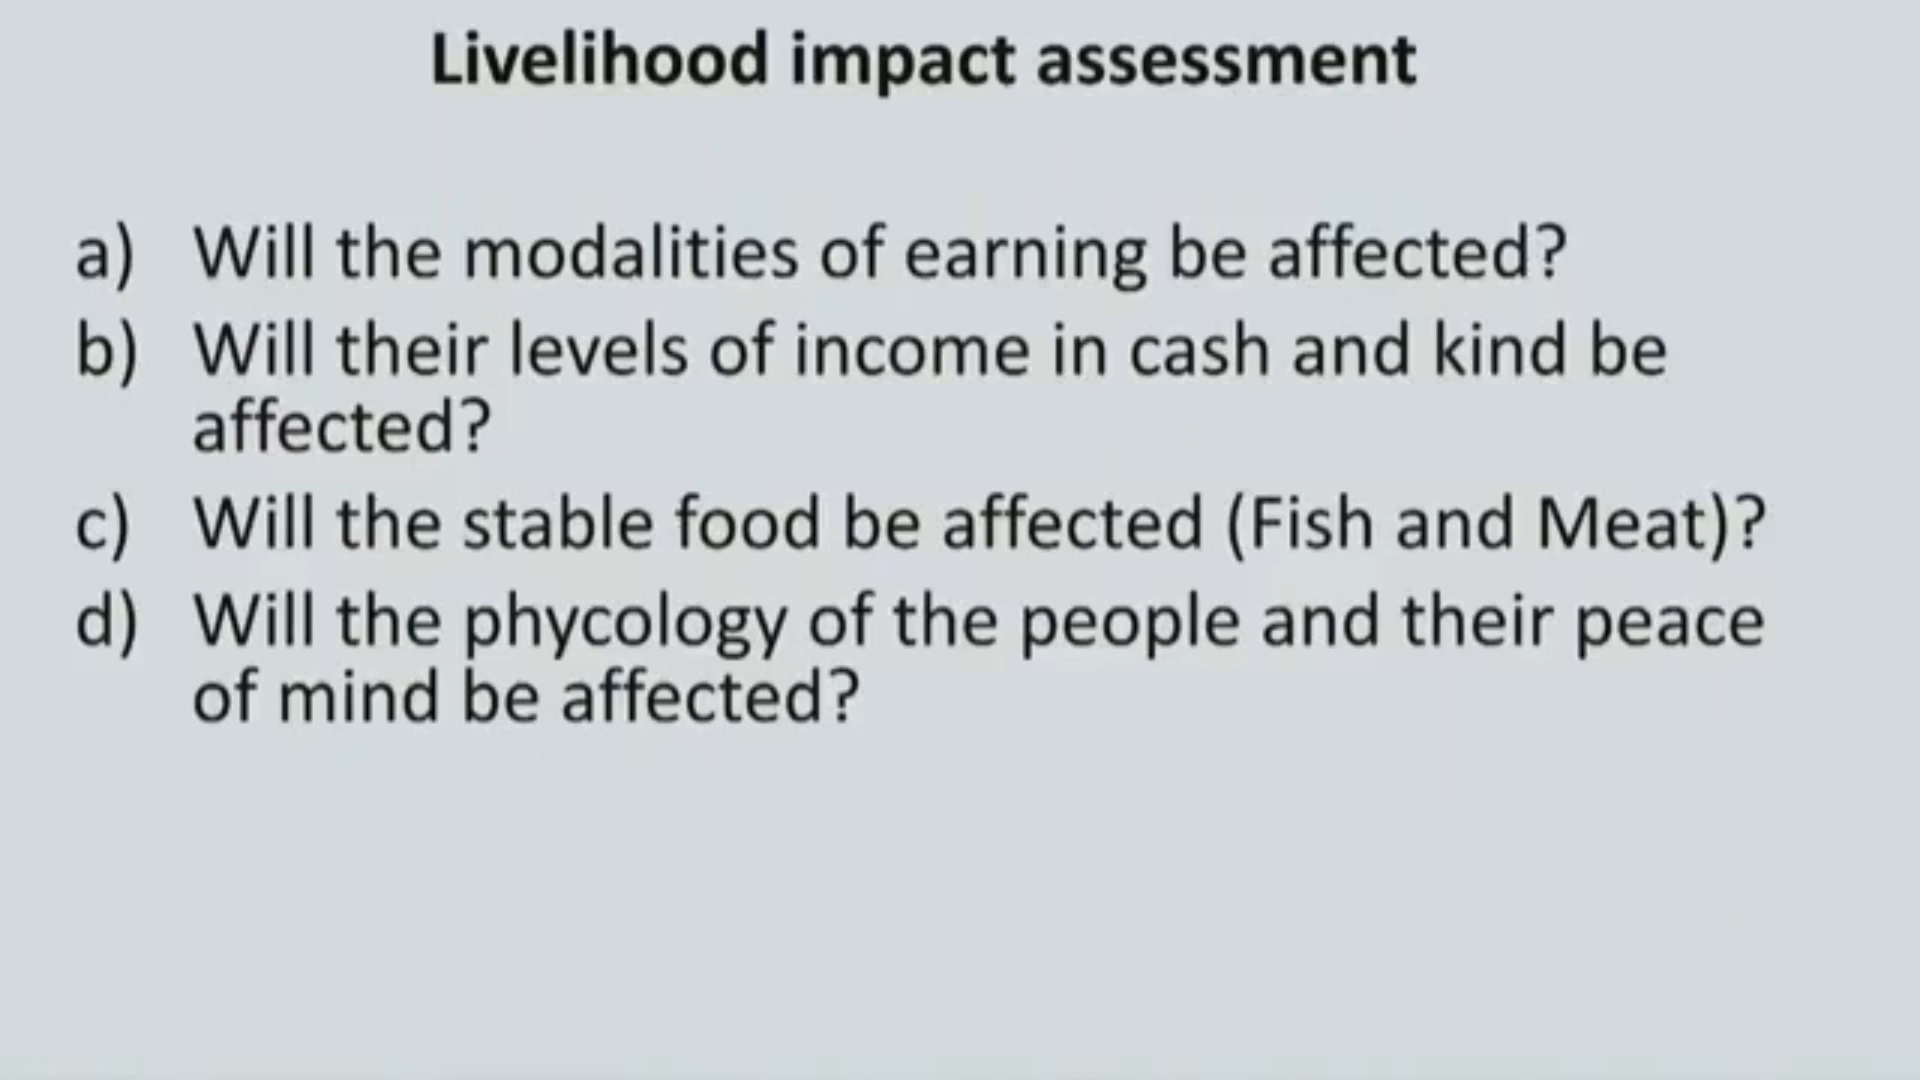 Livelihood impact assessment
a) Will the modalities of earning be affected?
b) Will their levels of income in cash and kind be
affected?
c) Will the stable food be affected (Fish and Meat)?
d) Will the phycology of the people and their peace
of mind be affected?